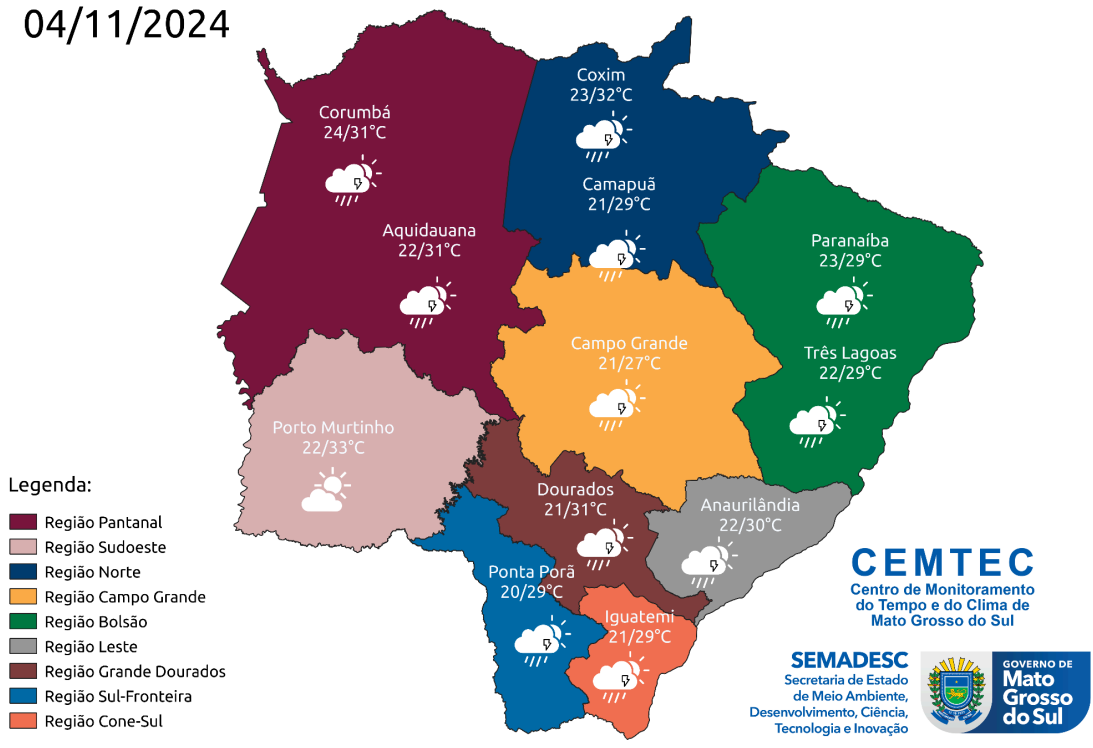 04/11/2024
Corumbá
24/31°C
Coxim
23/32°C
Camapuã
21/29°C
Aquidauana
22/31°C
Paranaíba
23/29°C
Campo Grande
21/27°C
Três Lagoas
22/29°C
Porto Murtinho
22/33°C
Dourados
21/31°C
Anaurilândia
22/30°C
Ponta Porã
20/29°C
Iguatemi
21/29°C
Legenda:
Região Pantanal
Região Sudoeste
Região Norte
Região Campo Grande
Região Bolsão
Região Leste
Região Grande Dourados
Região Sul-Fronteira
Região Cone-Sul
CEMTEC
Centro de Monitoramento
do Tempo e do Clima de
Mato Grosso do Sul
SEMADESC
Secretaria de Estado
de Meio Ambiente,
Desenvolvimento, Ciência,
Tecnologia e Inovação
GOVERNO DE
Mato
Grosso
do Sul